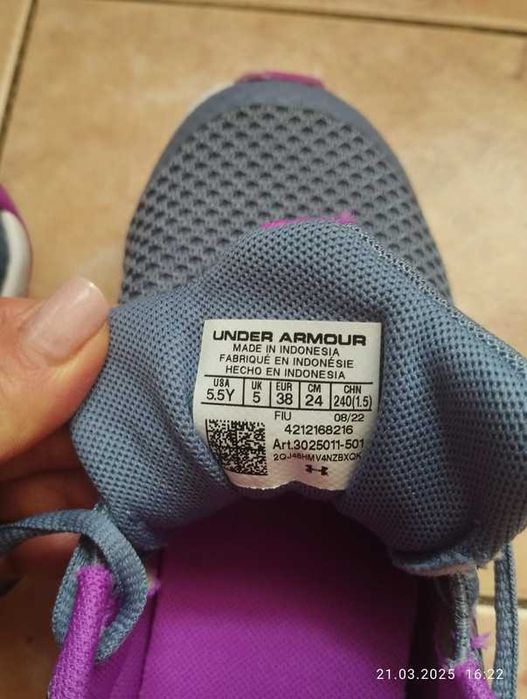 UNDER ARMOUR
MADE IN INDONESIA
FABRIQUÉ EN INDONÉSIE
HECHO EN INDONESIA
USA UK EUR CM CHN
5.5Y 5 38 24 240(1.5)
FIU 08/22
4212168216
Art.3025011-501
2QJ46HMV4NZBXQK
21.03.2025 16:22